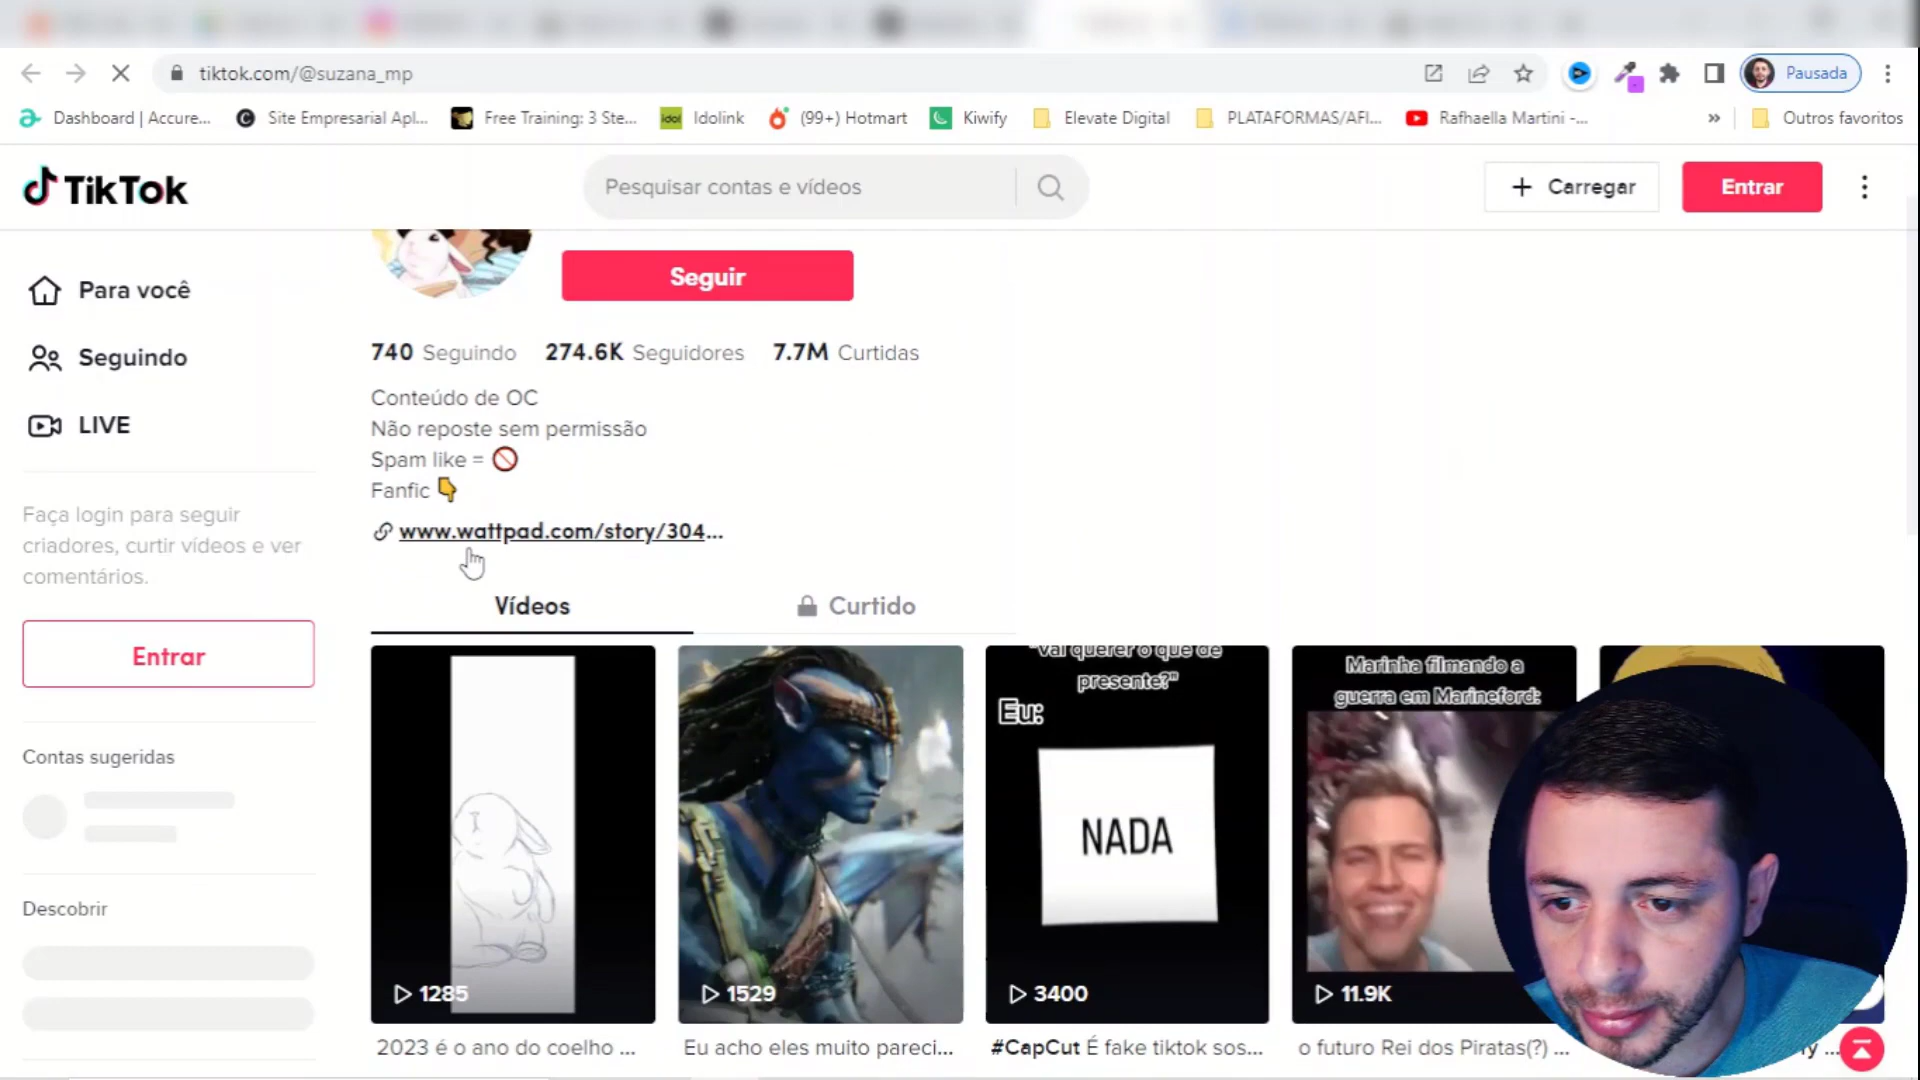 tiktok.com/@suzana_mp
Pausada
Dashboard | Accure...
Site Empresarial Apl...
Free Training: 3 Ste...
idol
Idolink
(99+) Hotmart
Kiwify
Elevate Digital
PLATAFORMAS/AFI...
Rafhaella Martini -...
»
Outros favoritos
TikTok
Pesquisar contas e vídeos
+ Carregar
Entrar
Para você
Seguindo
LIVE
Faça login para seguir
criadores, curtir vídeos e ver
comentários.
Entrar
Contas sugeridas
Descobrir
Seguir
740 Seguindo 274.6K Seguidores 7.7M Curtidas
Conteúdo de OC
Não reposte sem permissão
Spam like = 🚫
Fanfic 👇
www.wattpad.com/story/304...
Vídeos
Curtido
1285
2023 é o ano do coelho ...
1529
Eu acho eles muito pareci...
"Vai querer o que de
presente?"
Eu:
NADA
3400
#CapCut É fake tiktok sos...
Marinha filmando a
guerra em Marineford:
11.9K
o futuro Rei dos Piratas(?) ...